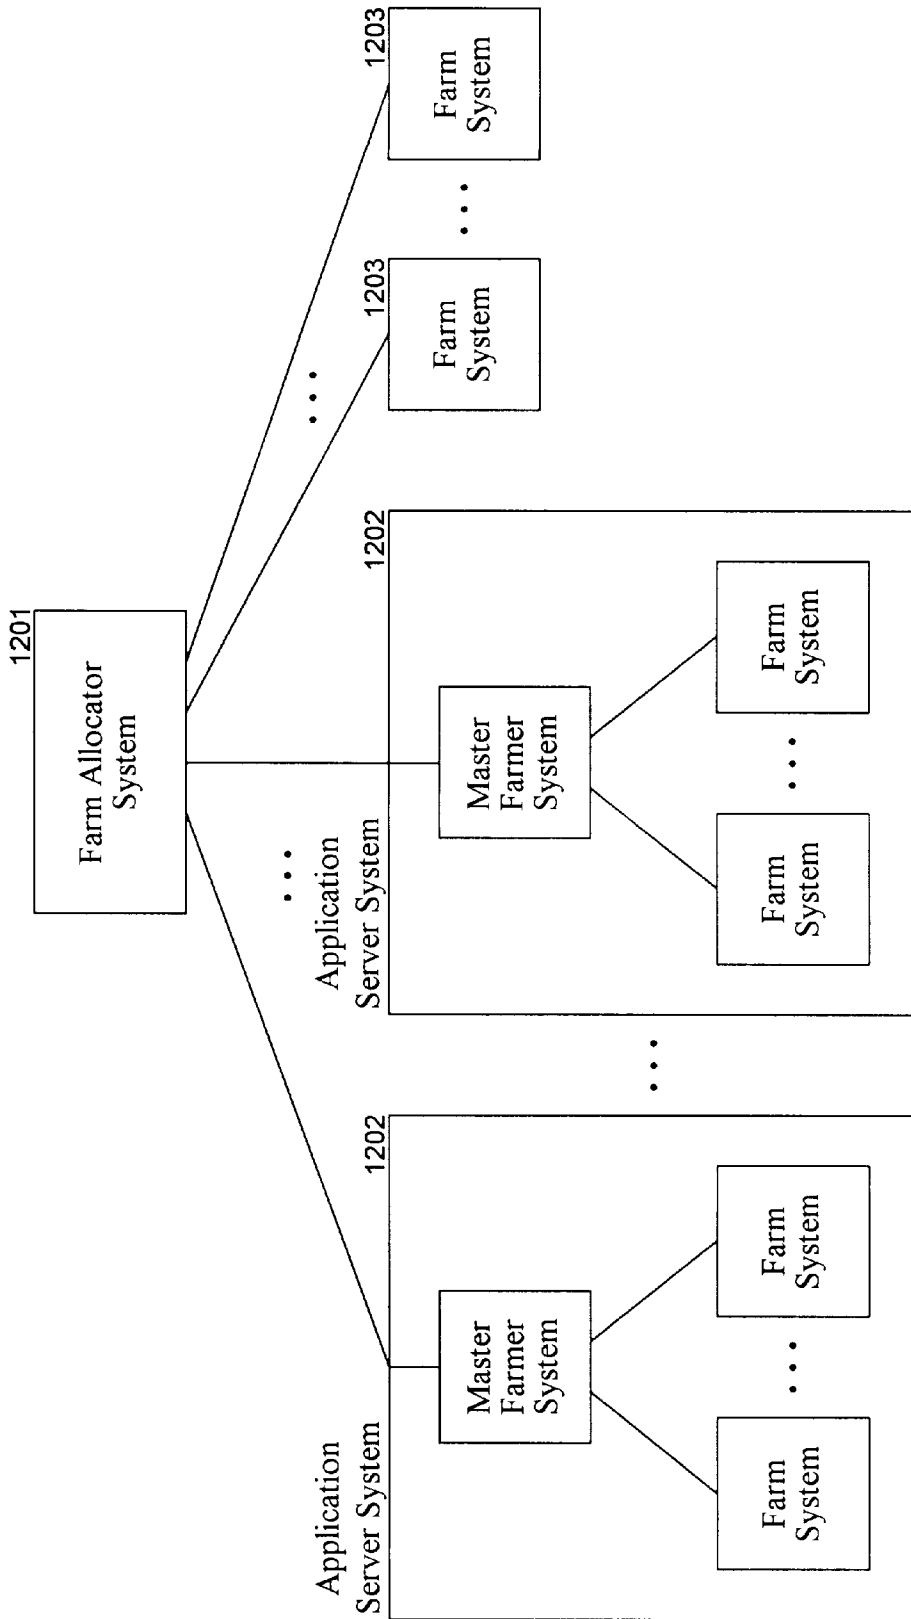 1201
Farm Allocator
System
• • •
• • •
Application
Server System
1202
Application
Server System
1202
1203
1203
Master
Farmer
System
Master
Farmer
System
Farm
System
• • •
Farm
System
Farm
System
• • •
Farm
System
• • •
Farm
System
• • •
Farm
System